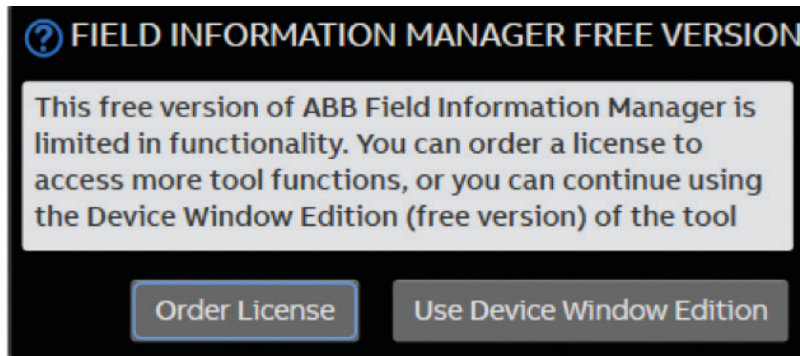 FIELD INFORMATION MANAGER FREE VERSION
This free version of ABB Field Information Manager is
limited in functionality. You can order a license to
access more tool functions, or you can continue using
the Device Window Edition (free version) of the tool
Order License
Use Device Window Edition